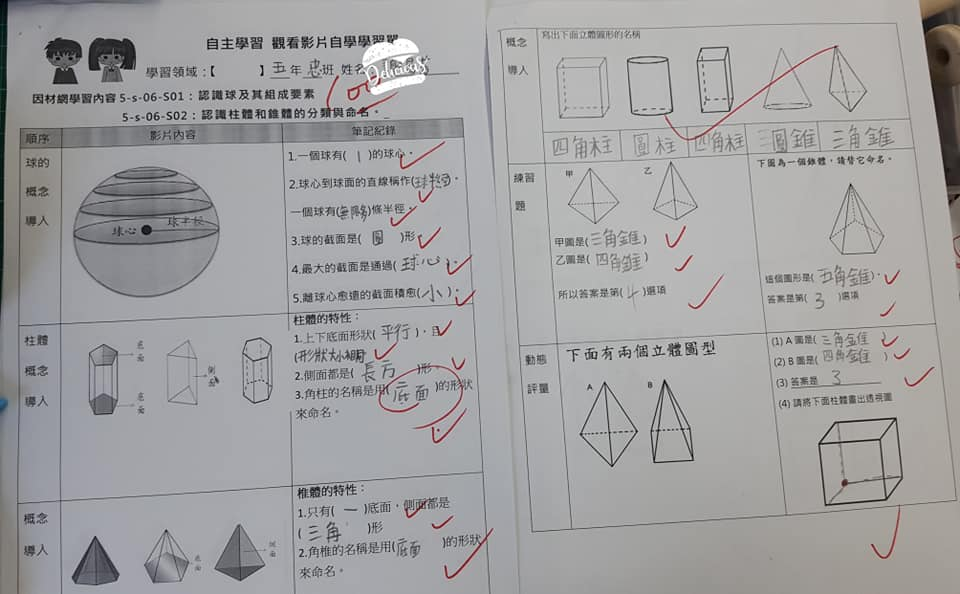 自主學習 觀看影片自學學習單
學習領域：【 】五年忠班 姓名
Delicious
因材網學習內容 5-s-06-S01：認識球及其組成要素
5-s-06-S02：認識柱體和錐體的分類與命名。
順序 影片內容 筆記紀錄
球的
概念
導入
球心
球半徑
1.一個球有( 1 )的球心。
2.球心到球面的直線稱作(球半徑)。
一個球有(無限多)條半徑。
3.球的截面是( 圓 )形
4.最大的截面是通過( 球心 )。
5.離球心愈遠的截面積愈( 小 )。
柱體
概念
導入
底面
側面
底面
柱體的特性：
1.上下底面形狀( 平行 )，且
(形狀大小相同)
2.側面都是( 長方 )形。
3.角柱的名稱是用( 底面 )的形狀
來命名。
概念
導入
底面
側面
椎體的特性：
1.只有( 一 )底面，側面都是
( 三角 )形
2.角椎的名稱是用( 底面 )的形狀
來命名。
概念
導入
寫出下面立體圖形的名稱
四角柱 圓柱 四角柱 圓錐 三角錐
練習
題
甲
乙
甲圖是( 三角錐 )
乙圖是( 四角錐 )
所以答案是第( 4 )選項
下圖為一個錐體，請替它命名。
這個圖形是( 五角錐 )。
答案是第( 3 )選項
動態
評量
下面有兩個立體圖型
A
B
(1) A 圖是( 三角錐 )
(2) B 圖是( 四角錐 )
(3) 答案是 3
(4) 請將下面柱體畫出透視圖